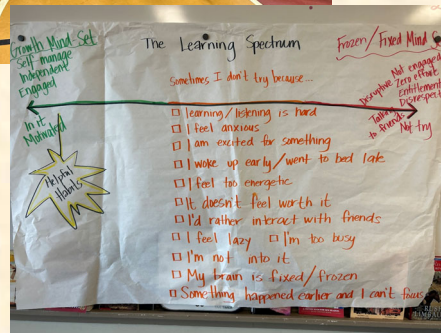 The Learning Spectrum
Growth Mind Set
Self manage
Independent
Engaged
In it
Motivated
Helpful
Habits
Sometimes I don't try because...
□ learning/listening is hard
□ I feel anxious
□ I am excited for something
□ I woke up early/went to bed late
□ I feel too energetic
□ It doesn't feel worth it
□ I'd rather interact with friends
□ I feel lazy □ I'm too busy
□ I'm not into it
□ My brain is fixed/frozen
□ Something happened earlier and I can't focus
Frozen/Fixed Mind S
Not engaged
Zero effort
Entitlement
Disrespect
Disruptive
Talking
to friends
Not try